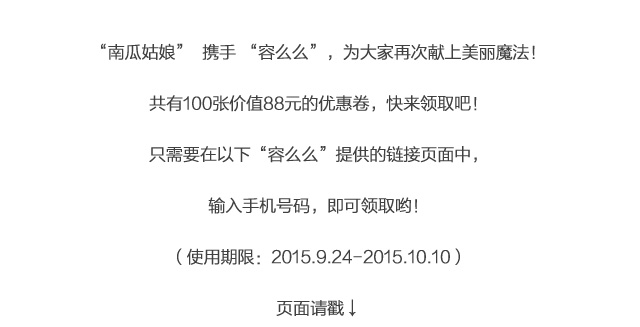 “南瓜姑娘” 携手 “容么么”，为大家再次献上美丽魔法！
共有100张价值88元的优惠卷，快来领取吧！
只需要在以下“容么么”提供的链接页面中，
输入手机号码，即可领取哟！
（使用期限：2015.9.24-2015.10.10）
页面请戳↓